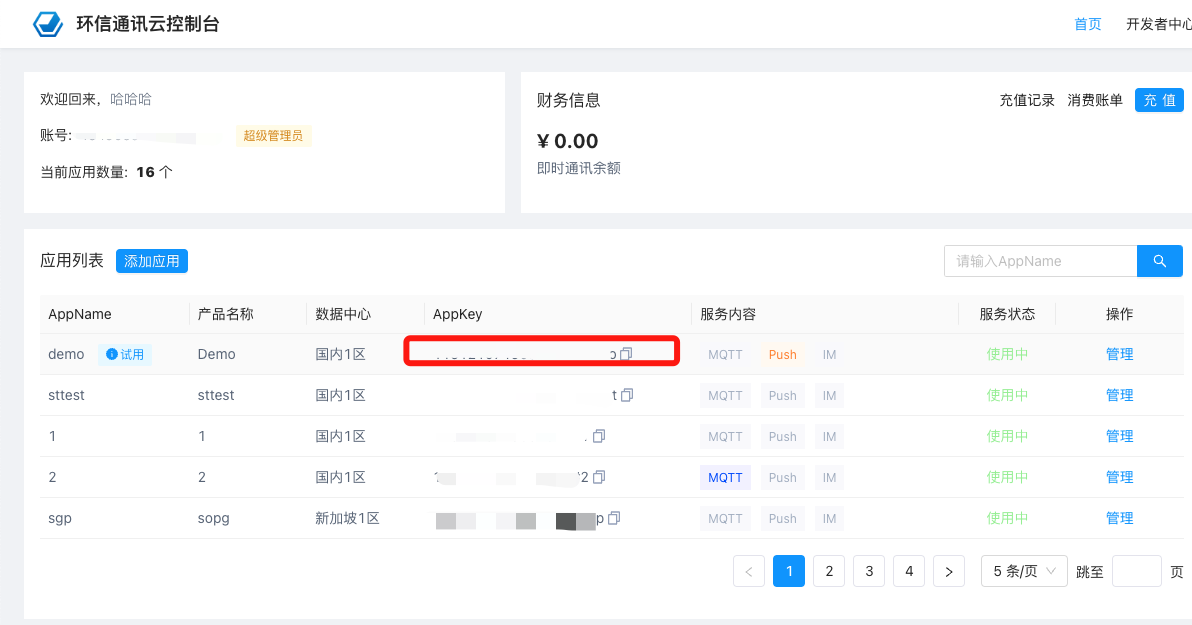 环信通讯云控制台 首页 开发者中心
欢迎回来，哈哈哈
账号: 超级管理员
当前应用数量: 16 个
财务信息 充值记录 消费账单 充 值
¥ 0.00
即时通讯余额
应用列表 添加应用 请输入AppName
AppName 产品名称 数据中心 AppKey 服务内容 服务状态 操作
demo 试用 Demo 国内1区 MQTT Push IM 使用中 管理
sttest sttest 国内1区 t MQTT Push IM 使用中 管理
1 1 国内1区 MQTT Push IM 使用中 管理
2 2 国内1区 2 MQTT Push IM 使用中 管理
sgp sopg 新加坡1区 p MQTT Push IM 使用中 管理
< 1 2 3 4 > 5 条/页 跳至 页